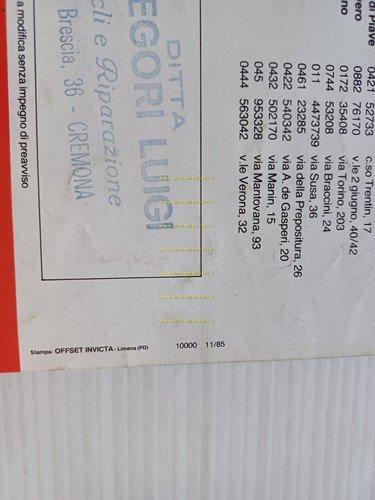 di Piave 0421 52733 c.so Trentin, 17
vero 0882 76170 v.le 2 giugno, 40/42
no 0172 35408 via Torino, 203
0744 53208 via Braccini, 24
011 4473739 via Susa, 36
0461 23285 via della Prepositura, 26
0422 540342 via A. de Gasperi, 20
0432 502170 via Manin, 15
045 953328 via Mantovana, 93
0444 563042 v.le Verona, 32
DITTA
EGORI LUIGI
cli e Riparazione
Brescia, 36 - CREMONA
a modifica senza impegno di preavviso
Stampa: OFFSET INVICTA - Limena (PD) 10000 11/85